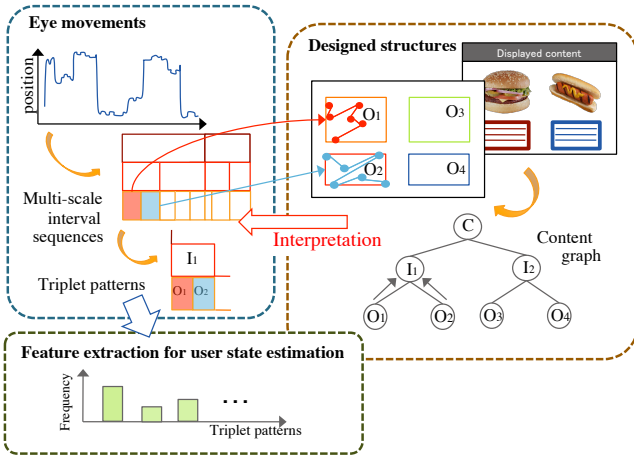 Eye movements
position
Multi-scale
interval
sequences
Triplet patterns
I1
O1 O2
Designed structures
Displayed content
O1
O3
O2
O4
Interpretation
C
Content
graph
I1
I2
O1
O2
O3
O4
Feature extraction for user state estimation
Frequency
...
Triplet patterns